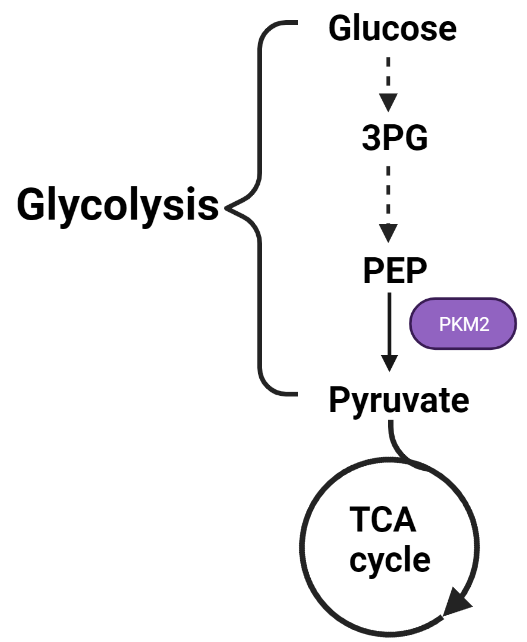 Glucose
3PG
Glycolysis
PEP
PKM2
Pyruvate
TCA
cycle